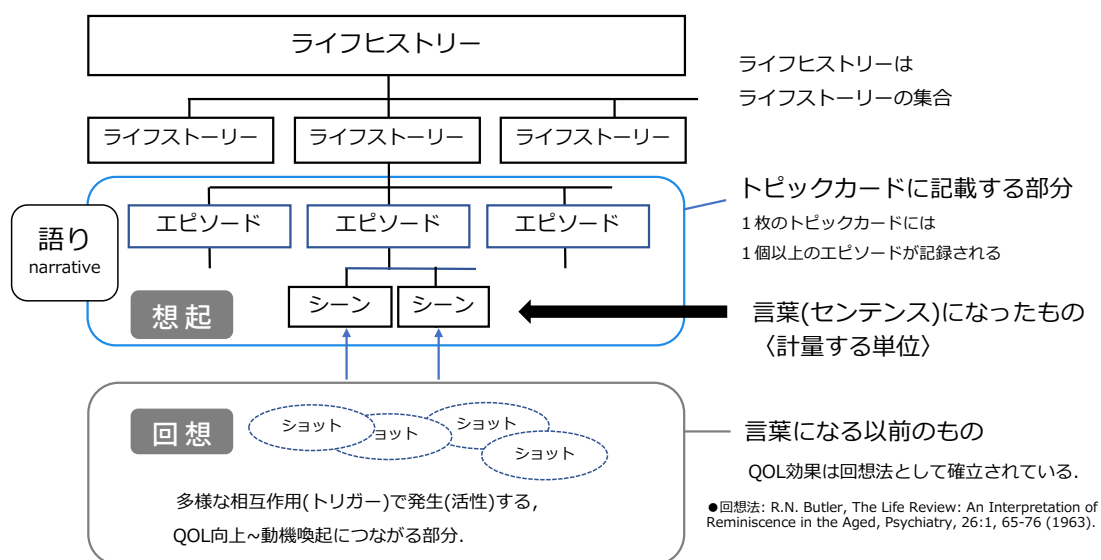 ライフヒストリー
ライフヒストリーは
ライフストーリーの集合
ライフストーリー
ライフストーリー
ライフストーリー
トピックカードに記載する部分
1枚のトピックカードには
1個以上のエピソードが記録される
エピソード
エピソード
エピソード
語り
narrative
シーン
シーン
想起
言葉(センテンス)になったもの
〈計量する単位〉
回想
ショット
ショット
ショット
ショット
言葉になる以前のもの
QOL効果は回想法として確立されている.
多様な相互作用(トリガー)で発生(活性)する,
QOL向上~動機喚起につながる部分.
●回想法: R.N. Butler, The Life Review: An Interpretation of
Reminiscence in the Aged, Psychiatry, 26:1, 65-76 (1963).